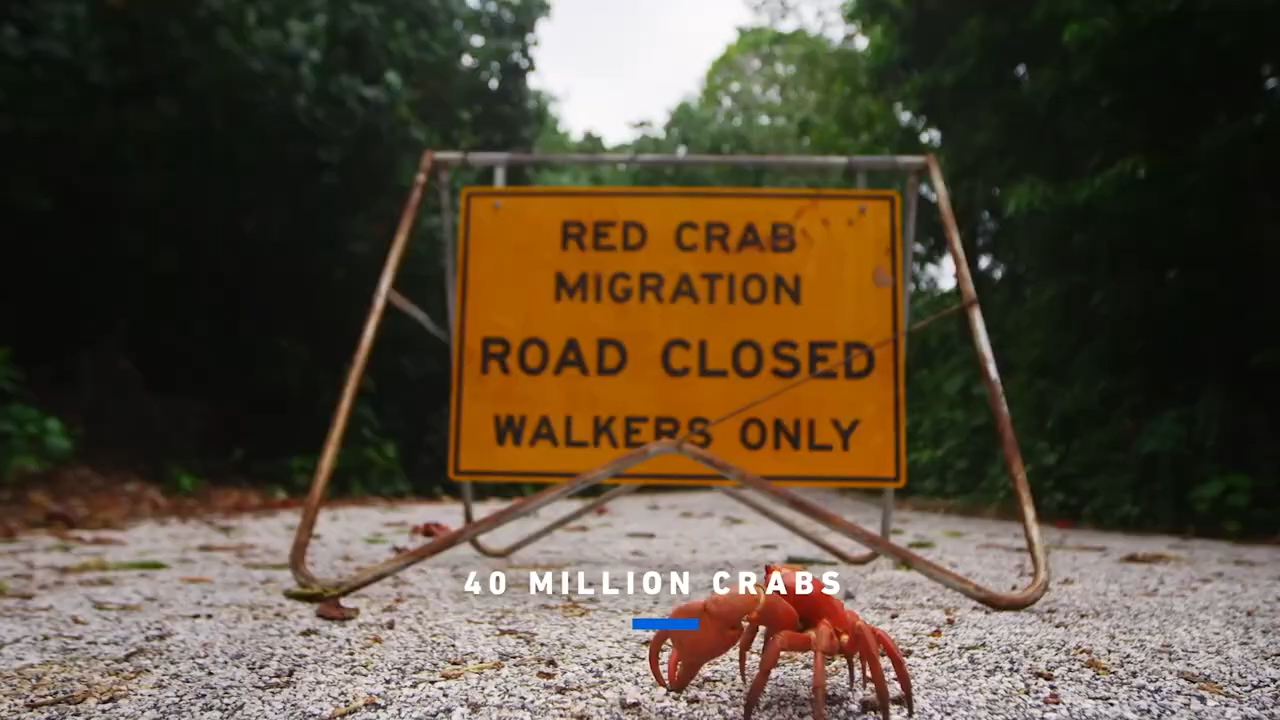 RED CRAB
MIGRATION
ROAD CLOSED
WALKERS ONLY
40 MILLION CRABS